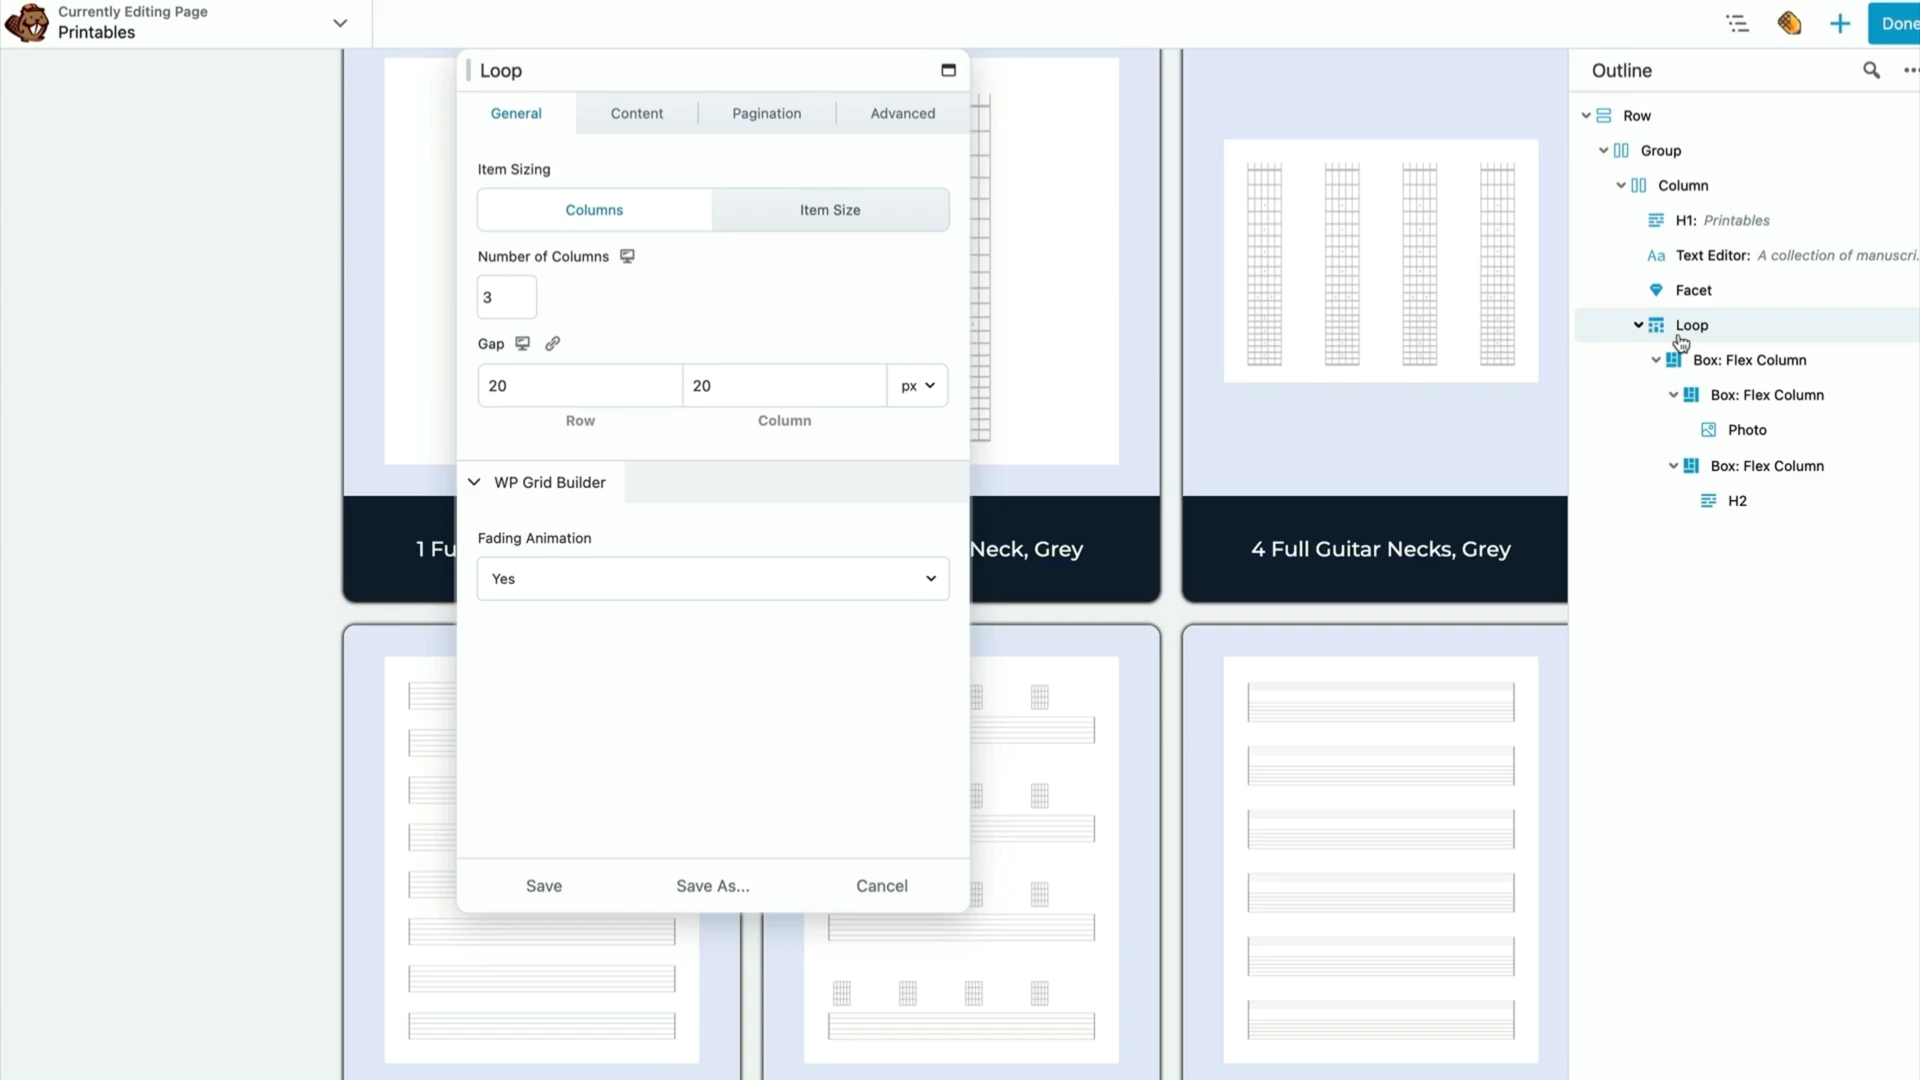 Currently Editing Page
Printables
Done
Loop
General
Content
Pagination
Advanced
Item Sizing
Columns
Item Size
Number of Columns
3
Gap
20
20
px
Row
Column
WP Grid Builder
Fading Animation
Yes
Save
Save As...
Cancel
1 Fu
Neck, Grey
4 Full Guitar Necks, Grey
Outline
Row
Group
Column
H1: Printables
Aa Text Editor: A collection of manuscri...
Facet
Loop
Box: Flex Column
Box: Flex Column
Photo
Box: Flex Column
H2